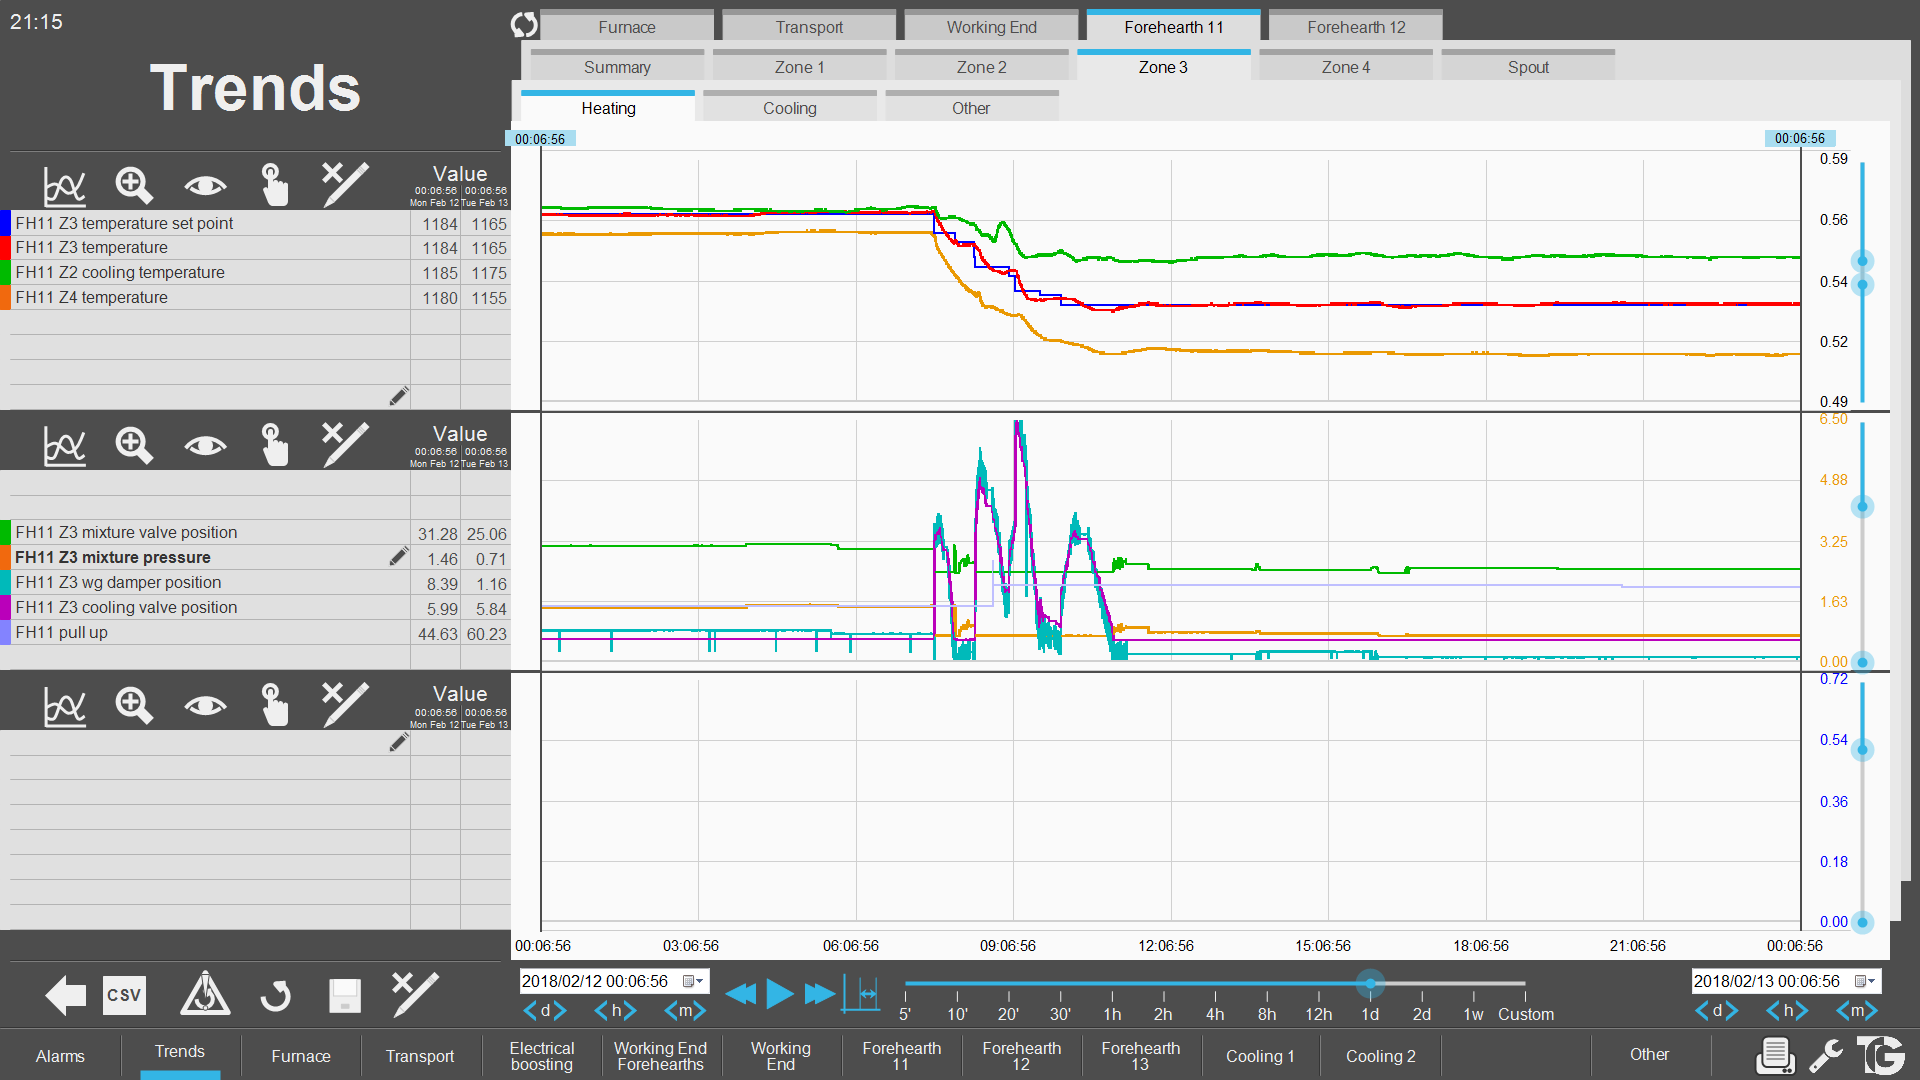 21:15
Trends
Furnace
Transport
Working End
Forehearth 11
Forehearth 12
Summary
Zone 1
Zone 2
Zone 3
Zone 4
Spout
Heating
Cooling
Other
00:06:56
00:06:56
Value
00:06:56 00:06:56
Mon Feb 12 Tue Feb 13
FH11 Z3 temperature set point 1184 1165
FH11 Z3 temperature 1184 1165
FH11 Z2 cooling temperature 1185 1175
FH11 Z4 temperature 1180 1155
0.59
0.56
0.54
0.52
0.49
Value
00:06:56 00:06:56
Mon Feb 12 Tue Feb 13
FH11 Z3 mixture valve position 31.28 25.06
FH11 Z3 mixture pressure 1.46 0.71
FH11 Z3 wg damper position 8.39 1.16
FH11 Z3 cooling valve position 5.99 5.84
FH11 pull up 44.63 60.23
6.50
4.88
3.25
1.63
0.00
Value
00:06:56 00:06:56
Mon Feb 12 Tue Feb 13
0.72
0.54
0.36
0.18
0.00
00:06:56 03:06:56 06:06:56 09:06:56 12:06:56 15:06:56 18:06:56 21:06:56 00:06:56
CSV
2018/02/12 00:06:56
d h m
5' 10' 20' 30' 1h 2h 4h 8h 12h 1d 2d 1w Custom
2018/02/13 00:06:56
d h m
Alarms
Trends
Furnace
Transport
Electrical
boosting
Working End
Forehearths
Working
End
Forehearth
11
Forehearth
12
Forehearth
13
Cooling 1
Cooling 2
Other
TG